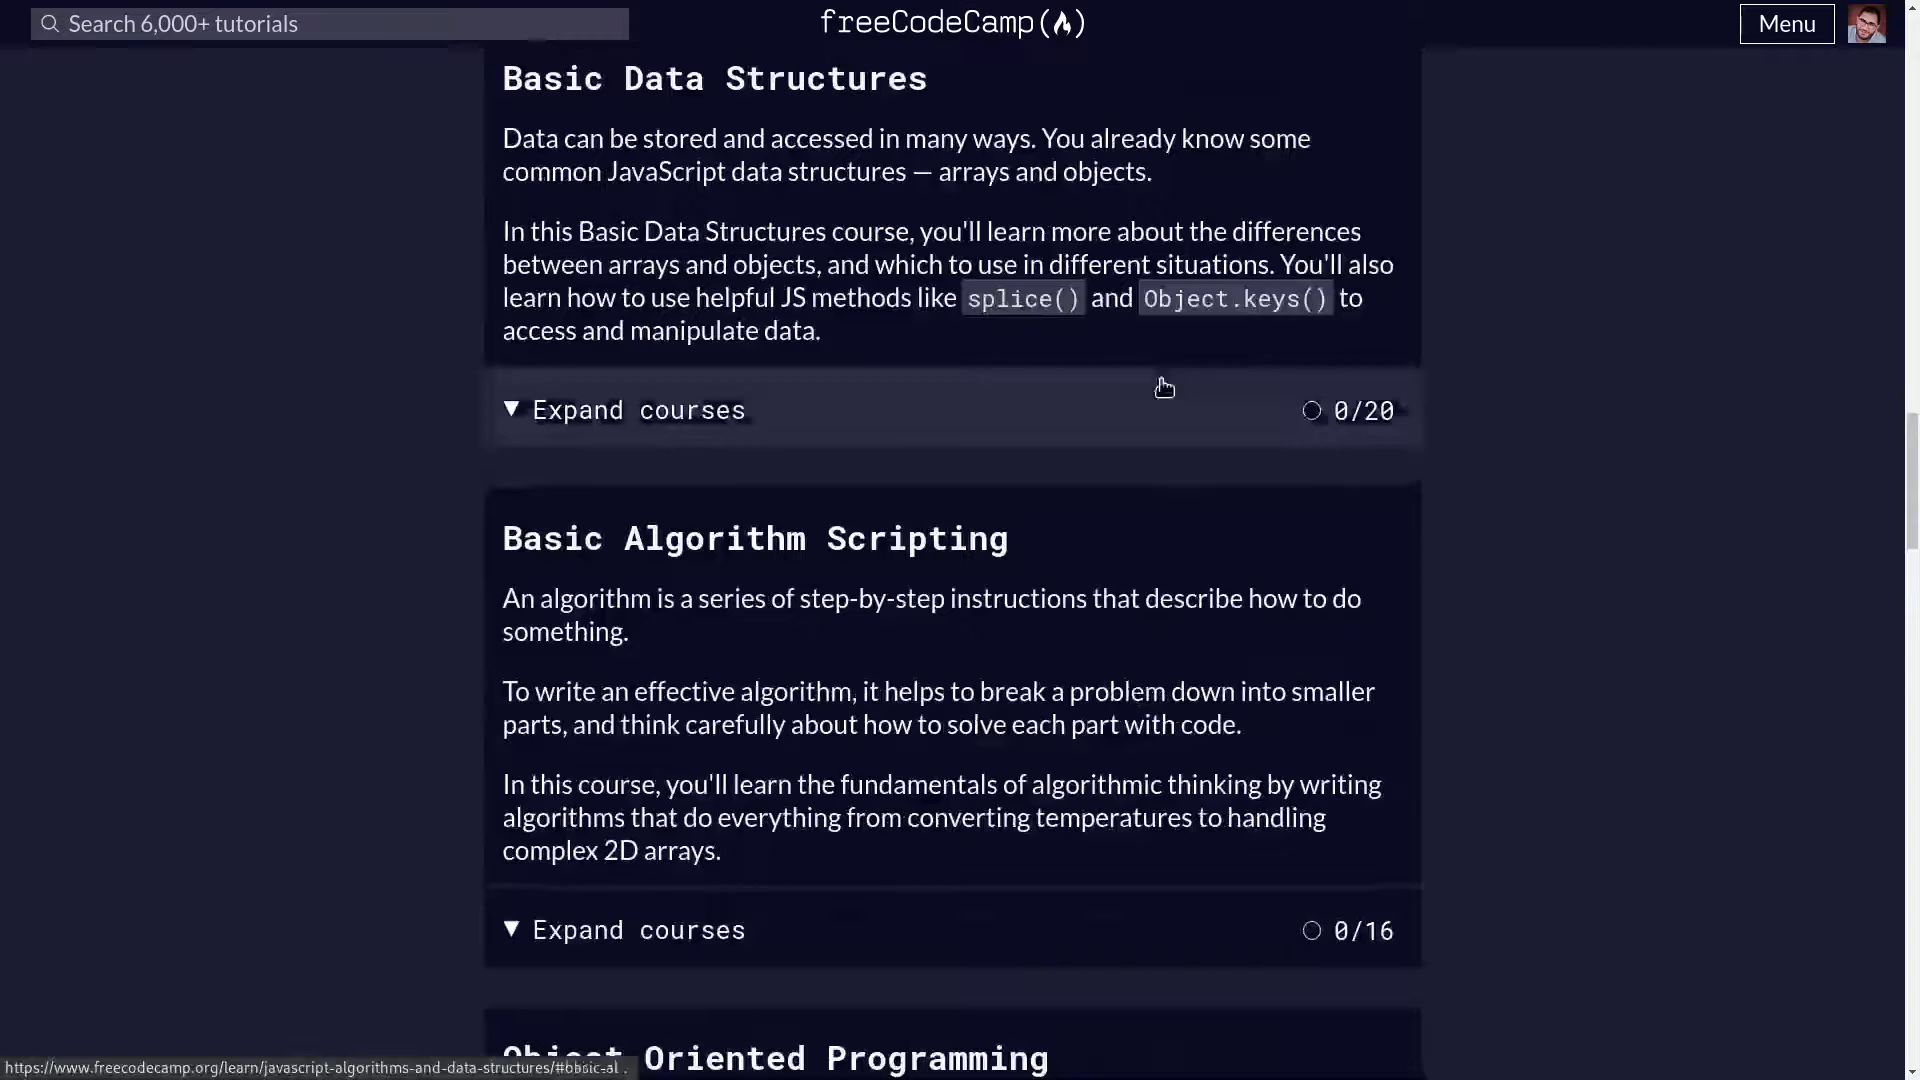 Search 6,000+ tutorials
freeCodeCamp
Menu
Basic Data Structures
Data can be stored and accessed in many ways. You already know some
common JavaScript data structures — arrays and objects.
In this Basic Data Structures course, you'll learn more about the differences
between arrays and objects, and which to use in different situations. You'll also
learn how to use helpful JS methods like splice() and Object.keys() to
access and manipulate data.
Expand courses 0/20
Basic Algorithm Scripting
An algorithm is a series of step-by-step instructions that describe how to do
something.
To write an effective algorithm, it helps to break a problem down into smaller
parts, and think carefully about how to solve each part with code.
In this course, you'll learn the fundamentals of algorithmic thinking by writing
algorithms that do everything from converting temperatures to handling
complex 2D arrays.
Expand courses 0/16
Object Oriented Programming
https://www.freecodecamp.org/learn/javascript-algorithms-and-data-structures/